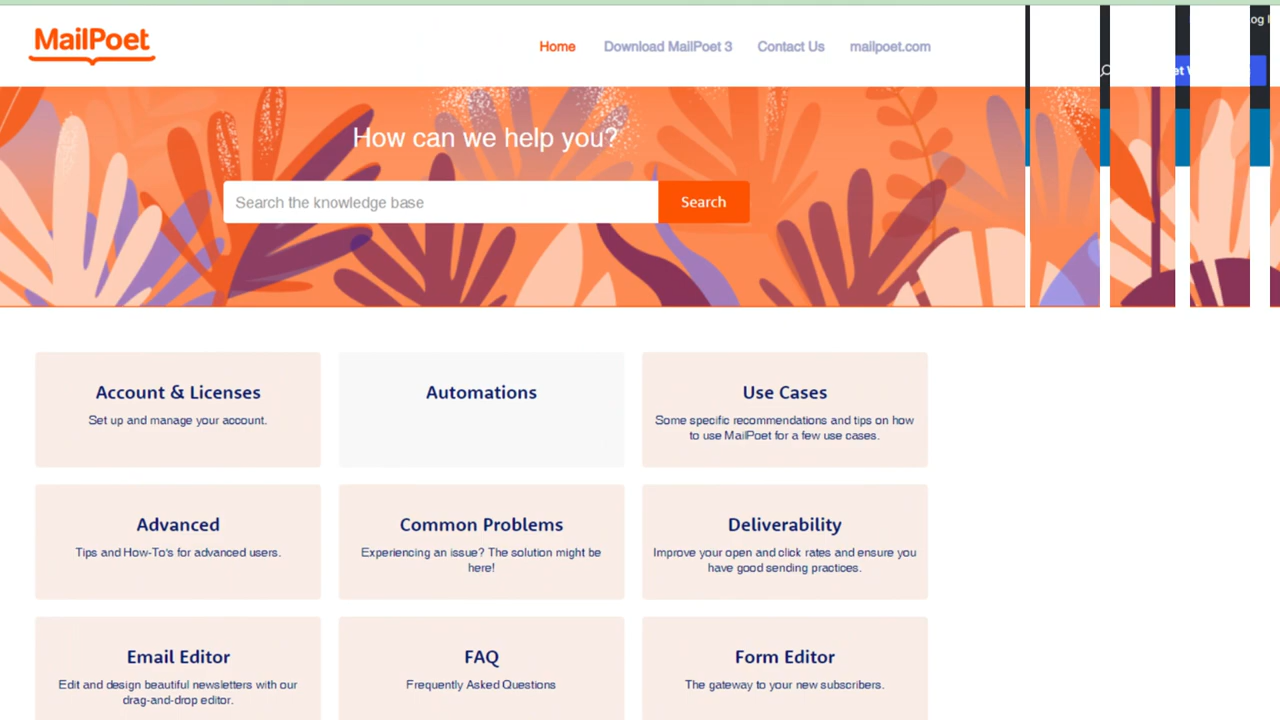 MailPoet
Home Download MailPoet 3 Contact Us mailpoet.com
How can we help you?
Search the knowledge base Search
Account & Licenses
Set up and manage your account.
Automations
Use Cases
Some specific recommendations and tips on how
to use MailPoet for a few use cases.
Advanced
Tips and How-To's for advanced users.
Common Problems
Experiencing an issue? The solution might be
here!
Deliverability
Improve your open and click rates and ensure you
have good sending practices.
Email Editor
Edit and design beautiful newsletters with our
drag-and-drop editor.
FAQ
Frequently Asked Questions
Form Editor
The gateway to your new subscribers.